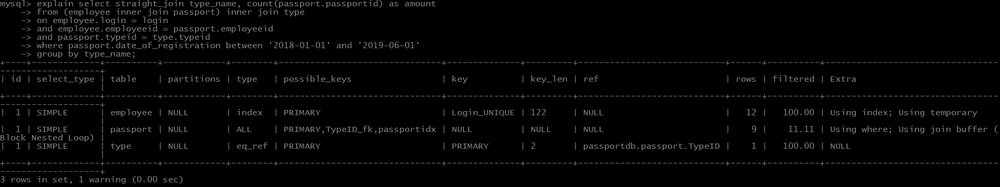 mysql> explain select straight_join type_name, count(passport.passportid) as amount
    -> from (employee inner join passport) inner join type
    -> on employee.login = login
    -> and employee.employeeid = passport.employeeid
    -> and passport.typeid = type.typeid
    -> where passport.date_of_registration between '2018-01-01' and '2019-06-01'
    -> group by type_name;
+----+-------------+----------+------------+--------+-------------------------------+--------------+---------+----------------------------+------+----------+--------------------------------
-------------------+
| id | select_type | table    | partitions | type   | possible_keys                 | key          | key_len | ref                        | rows | filtered | Extra
                   |
+----+-------------+----------+------------+--------+-------------------------------+--------------+---------+----------------------------+------+----------+--------------------------------
-------------------+
|  1 | SIMPLE      | employee | NULL       | index  | PRIMARY                       | Login_UNIQUE | 122     | NULL                       |   12 |   100.00 | Using index; Using temporary
                   |
|  1 | SIMPLE      | passport | NULL       | ALL    | PRIMARY,TypeID_fk,passportidx | NULL         | NULL    | NULL                       |    9 |    11.11 | Using where; Using join buffer (
Block Nested Loop) |
|  1 | SIMPLE      | type     | NULL       | eq_ref | PRIMARY                       | PRIMARY      | 2       | passportdb.passport.TypeID |    1 |   100.00 | NULL
                   |
+----+-------------+----------+------------+--------+-------------------------------+--------------+---------+----------------------------+------+----------+--------------------------------
-------------------+
3 rows in set, 1 warning (0.00 sec)